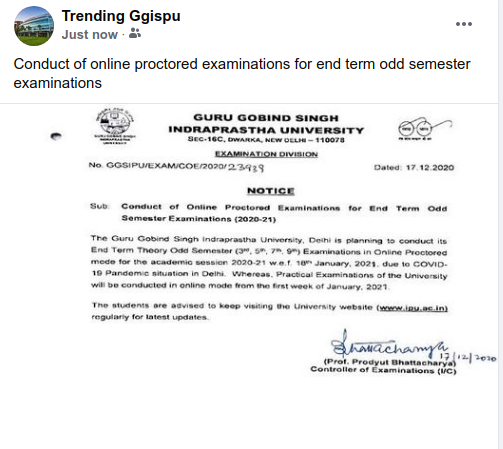 Trending Ggispu
Just now ·
Conduct of online proctored examinations for end term odd semester
examinations
GURU GOBIND SINGH
INDRAPRASTHA UNIVERSITY
SEC-16C, DWARKA, NEW DELHI – 110078
EXAMINATION DIVISION
No. GGSIPU/EXAM/COE/2020/23989 Dated: 17.12.2020
NOTICE
Sub: Conduct of Online Proctored Examinations for End Term Odd
Semester Examinations (2020-21)
The Guru Gobind Singh Indraprastha University, Delhi is planning to conduct its
End Term Theory Odd Semester (3rd, 5th, 7th, 9th) Examinations in Online Proctored
mode for the academic session 2020-21 w.e.f. 18th January, 2021, due to COVID-
19 Pandemic situation in Delhi. Whereas, Practical Examinations of the University
will be conducted in online mode from the first week of January, 2021.
The students are advised to keep visiting the University website (www.ipu.ac.in)
regularly for latest updates.
Bhattacharya
17/12/2020
(Prof. Prodyut Bhattacharya)
Controller of Examinations (I/C)